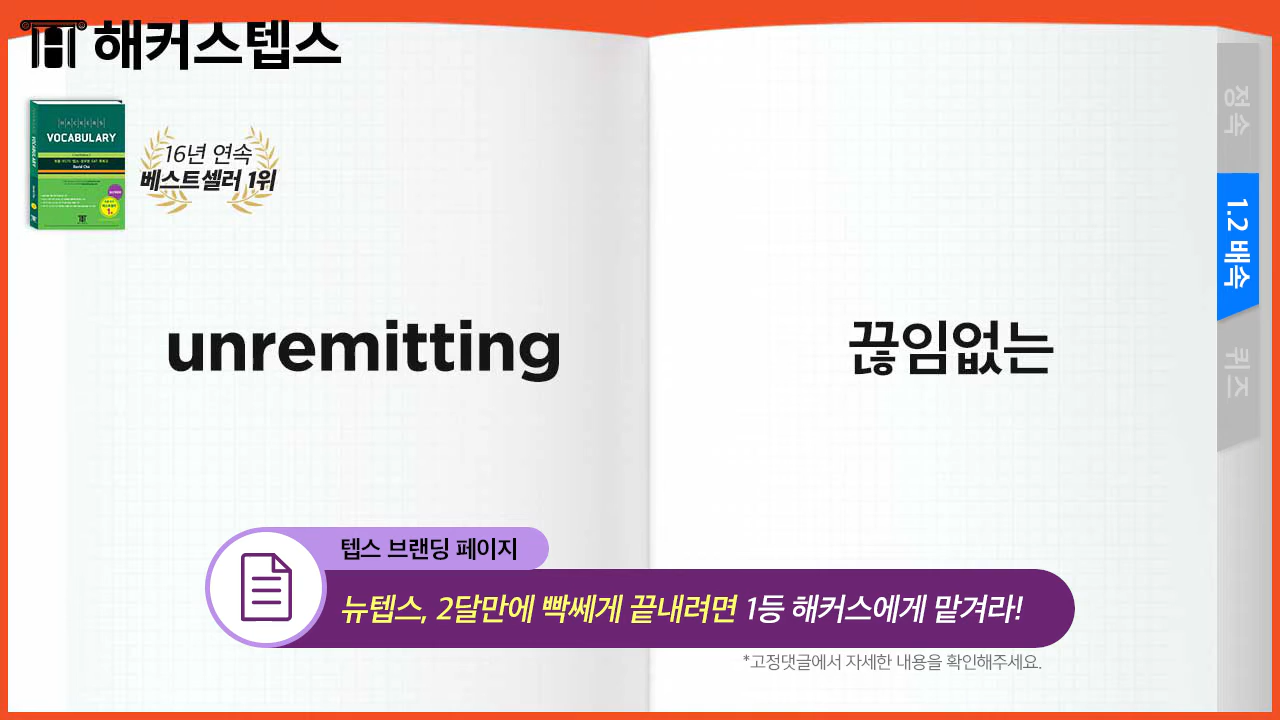 해커스텝스
HACKERS
VOCABULARY
16년 연속
베스트셀러 1위
정속
1.2 배속
퀴즈
unremitting
끊임없는
텝스 브랜딩 페이지
뉴텝스, 2달만에 빡쎄게 끝내려면 1등 해커스에게 맡겨라!
*고정댓글에서 자세한 내용을 확인해주세요.